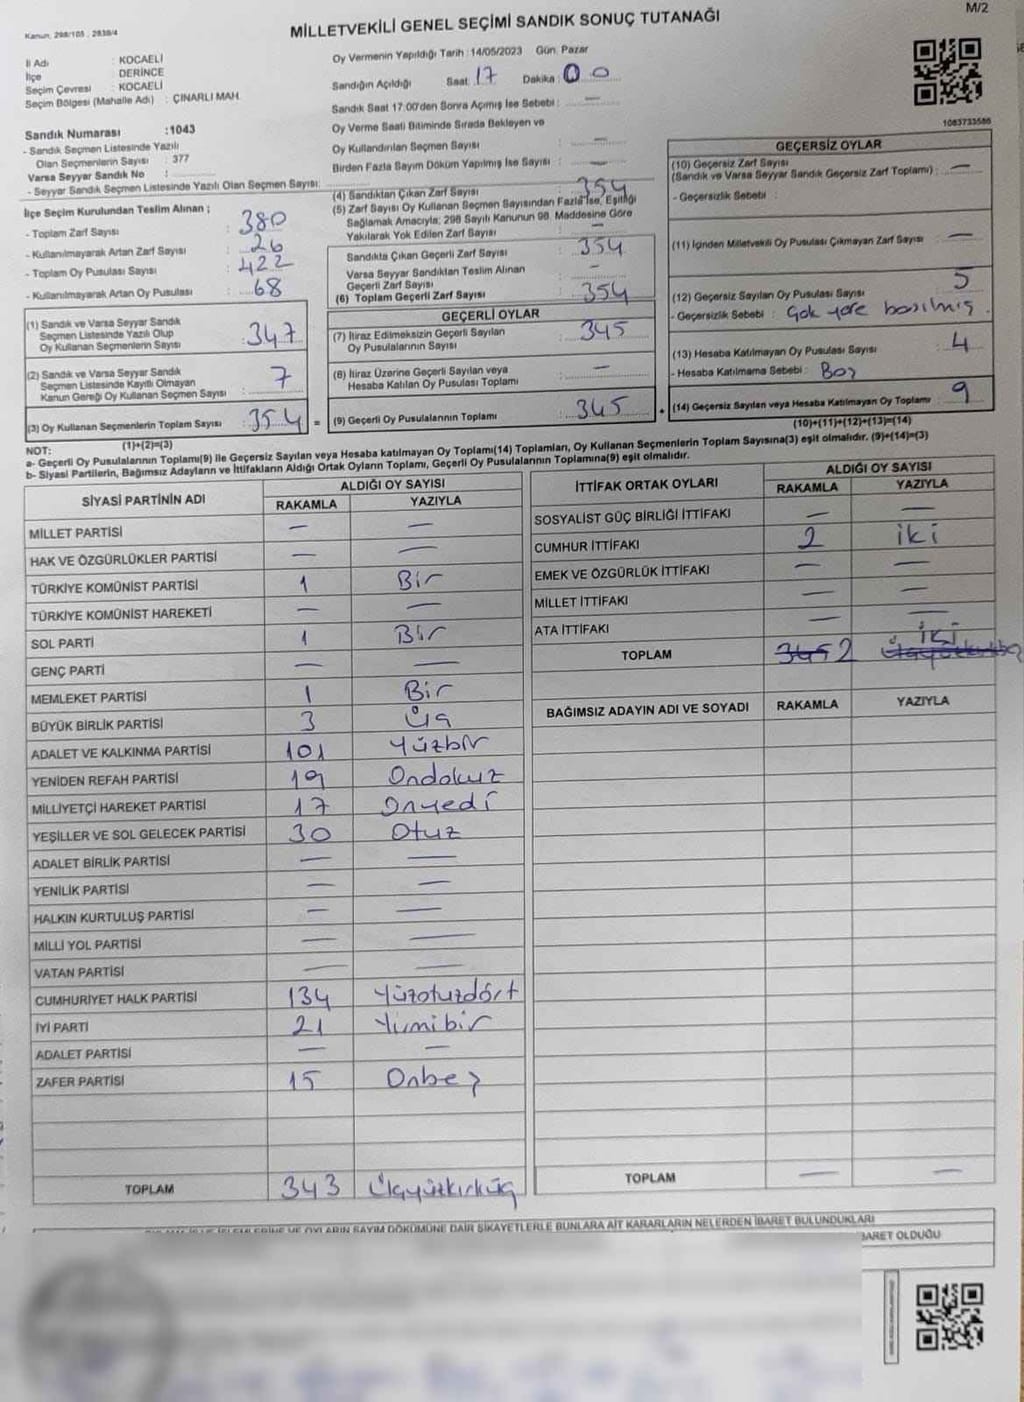 Kanun, 298/105 , 2839/4
MİLLETVEKİLİ GENEL SEÇİMİ SANDIK SONUÇ TUTANAĞI
M/2
İl Adı : KOCAELİ
İlçe : DERİNCE
Seçim Çevresi : KOCAELİ
Seçim Bölgesi (Mahalle Adı) : ÇINARLI MAH.
Sandık Numarası :1043
- Sandık Seçmen Listesinde Yazılı
Olan Seçmenlerin Sayısı : 377
Varsa Seyyar Sandık No :
- Seyyar Sandık Seçmen Listesinde Yazılı Olan Seçmen Sayısı:
Oy Vermenin Yapıldığı Tarih : 14/05/2023 Gün: Pazar
Sandığın Açıldığı Saat: 17 Dakika: 00
Sandık Saat 17:00'den Sonra Açımış İse Sebebi : —
Oy Verme Saati Bitiminde Sırada Bekleyen ve
Oy Kullandırılan Seçmen Sayısı : —
Birden Fazla Sayım Döküm Yapılmış İse Sayısı : —
1083733586
İlçe Seçim Kurulundan Teslim Alınan ;
- Toplam Zarf Sayısı : 380
- Kullanılmayarak Artan Zarf Sayısı : 26
- Toplam Oy Pusulası Sayısı : 422
- Kullanılmayarak Artan Oy Pusulası : 68
(1) Sandık ve Varsa Seyyar Sandık
Seçmen Listesinde Yazılı Olup
Oy Kullanan Seçmenlerin Sayısı : 347
(2) Sandık ve Varsa Seyyar Sandık
Seçmen Listesinde Kayıtlı Olmayan
Kanun Gereği Oy Kullanan Seçmen Sayısı : 7
(3) Oy Kullanan Seçmenlerin Toplam Sayısı : 354 =
(1)+(2)=(3)
(4) Sandıktan Çıkan Zarf Sayısı : 354
(5) Zarf Sayısı Oy Kullanan Seçmen Sayısından Fazla İse, Eşitliği
Sağlamak Amacıyla; 298 Sayılı Kanunun 98. Maddesine Göre
Yakılarak Yok Edilen Zarf Sayısı : —
Sandıkta Çıkan Geçerli Zarf Sayısı : 354
Varsa Seyyar Sandıktan Teslim Alınan
Geçerli Zarf Sayısı : —
(6) Toplam Geçerli Zarf Sayısı : 354
GEÇERLİ OYLAR
(7) İtiraz Edilmeksizin Geçerli Sayılan
Oy Pusulalarının Sayısı : 345
(8) İtiraz Üzerine Geçerli Sayılan veya
Hesaba Katılan Oy Pusulası Toplamı : —
(9) Geçerli Oy Pusulalarının Toplamı : 345 +
GEÇERSİZ OYLAR
(10) Geçersiz Zarf Sayısı
(Sandık ve Varsa Seyyar Sandık Geçersiz Zarf Toplamı) : —
- Geçersizlik Sebebi :
(11) İçinden Milletvekili Oy Pusulası Çıkmayan Zarf Sayısı : —
(12) Geçersiz Sayılan Oy Pusulası Sayısı : 5
- Geçersizlik Sebebi : Çok yere basılmış.
(13) Hesaba Katılmayan Oy Pusulası Sayısı : 4
- Hesaba Katılmama Sebebi : Boş
(14) Geçersiz Sayılan veya Hesaba Katılmayan Oy Toplamı : 9
(10)+(11)+(12)+(13)=(14)
NOT:
a- Geçerli Oy Pusulalarının Toplamı(9) ile Geçersiz Sayılan veya Hesaba katılmayan Oy Toplamı(14) Toplamları, Oy Kullanan Seçmenlerin Toplam Sayısına(3) eşit olmalıdır. (9)+(14)=(3)
b- Siyasi Partilerin, Bağımsız Adayların ve İttifakların Aldığı Ortak Oyların Toplamı, Geçerli Oy Pusulalarının Toplamına(9) eşit olmalıdır.
SİYASİ PARTİNİN ADI
ALDIĞI OY SAYISI
RAKAMLA YAZIYLA
MİLLET PARTİSİ — —
HAK VE ÖZGÜRLÜKLER PARTİSİ — —
TÜRKİYE KOMÜNİST PARTİSİ 1 Bir
TÜRKİYE KOMÜNİST HAREKETİ — —
SOL PARTİ 1 Bir
GENÇ PARTİ — —
MEMLEKET PARTİSİ 1 Bir
BÜYÜK BİRLİK PARTİSİ 3 Üç
ADALET VE KALKINMA PARTİSİ 101 Yüzbir
YENİDEN REFAH PARTİSİ 19 Ondokuz
MİLLİYETÇİ HAREKET PARTİSİ 17 Onyedi
YEŞİLLER VE SOL GELECEK PARTİSİ 30 Otuz
ADALET BİRLİK PARTİSİ — —
YENİLİK PARTİSİ — —
HALKIN KURTULUŞ PARTİSİ — —
MİLLİ YOL PARTİSİ — —
VATAN PARTİSİ — —
CUMHURİYET HALK PARTİSİ 134 Yüzotuzdört
İYİ PARTİ 21 Yirmibir
ADALET PARTİSİ — —
ZAFER PARTİSİ 15 Onbeş
TOPLAM 343 Üçyüzkırküç
İTTİFAK ORTAK OYLARI
ALDIĞI OY SAYISI
RAKAMLA YAZIYLA
SOSYALİST GÜÇ BİRLİĞİ İTTİFAKI — —
CUMHUR İTTİFAKI 2 iki
EMEK VE ÖZGÜRLÜK İTTİFAKI — —
MİLLET İTTİFAKI — —
ATA İTTİFAKI — —
TOPLAM 345 2 İki
BAĞIMSIZ ADAYIN ADI VE SOYADI RAKAMLA YAZIYLA
TOPLAM — —
OYLARIN SAYIM DÖKÜMÜNE DAİR ŞİKAYETLERLE BUNLARA AİT KARARLARIN NELERDEN İBARET BULUNDUKLARI
İBARET OLDUĞU